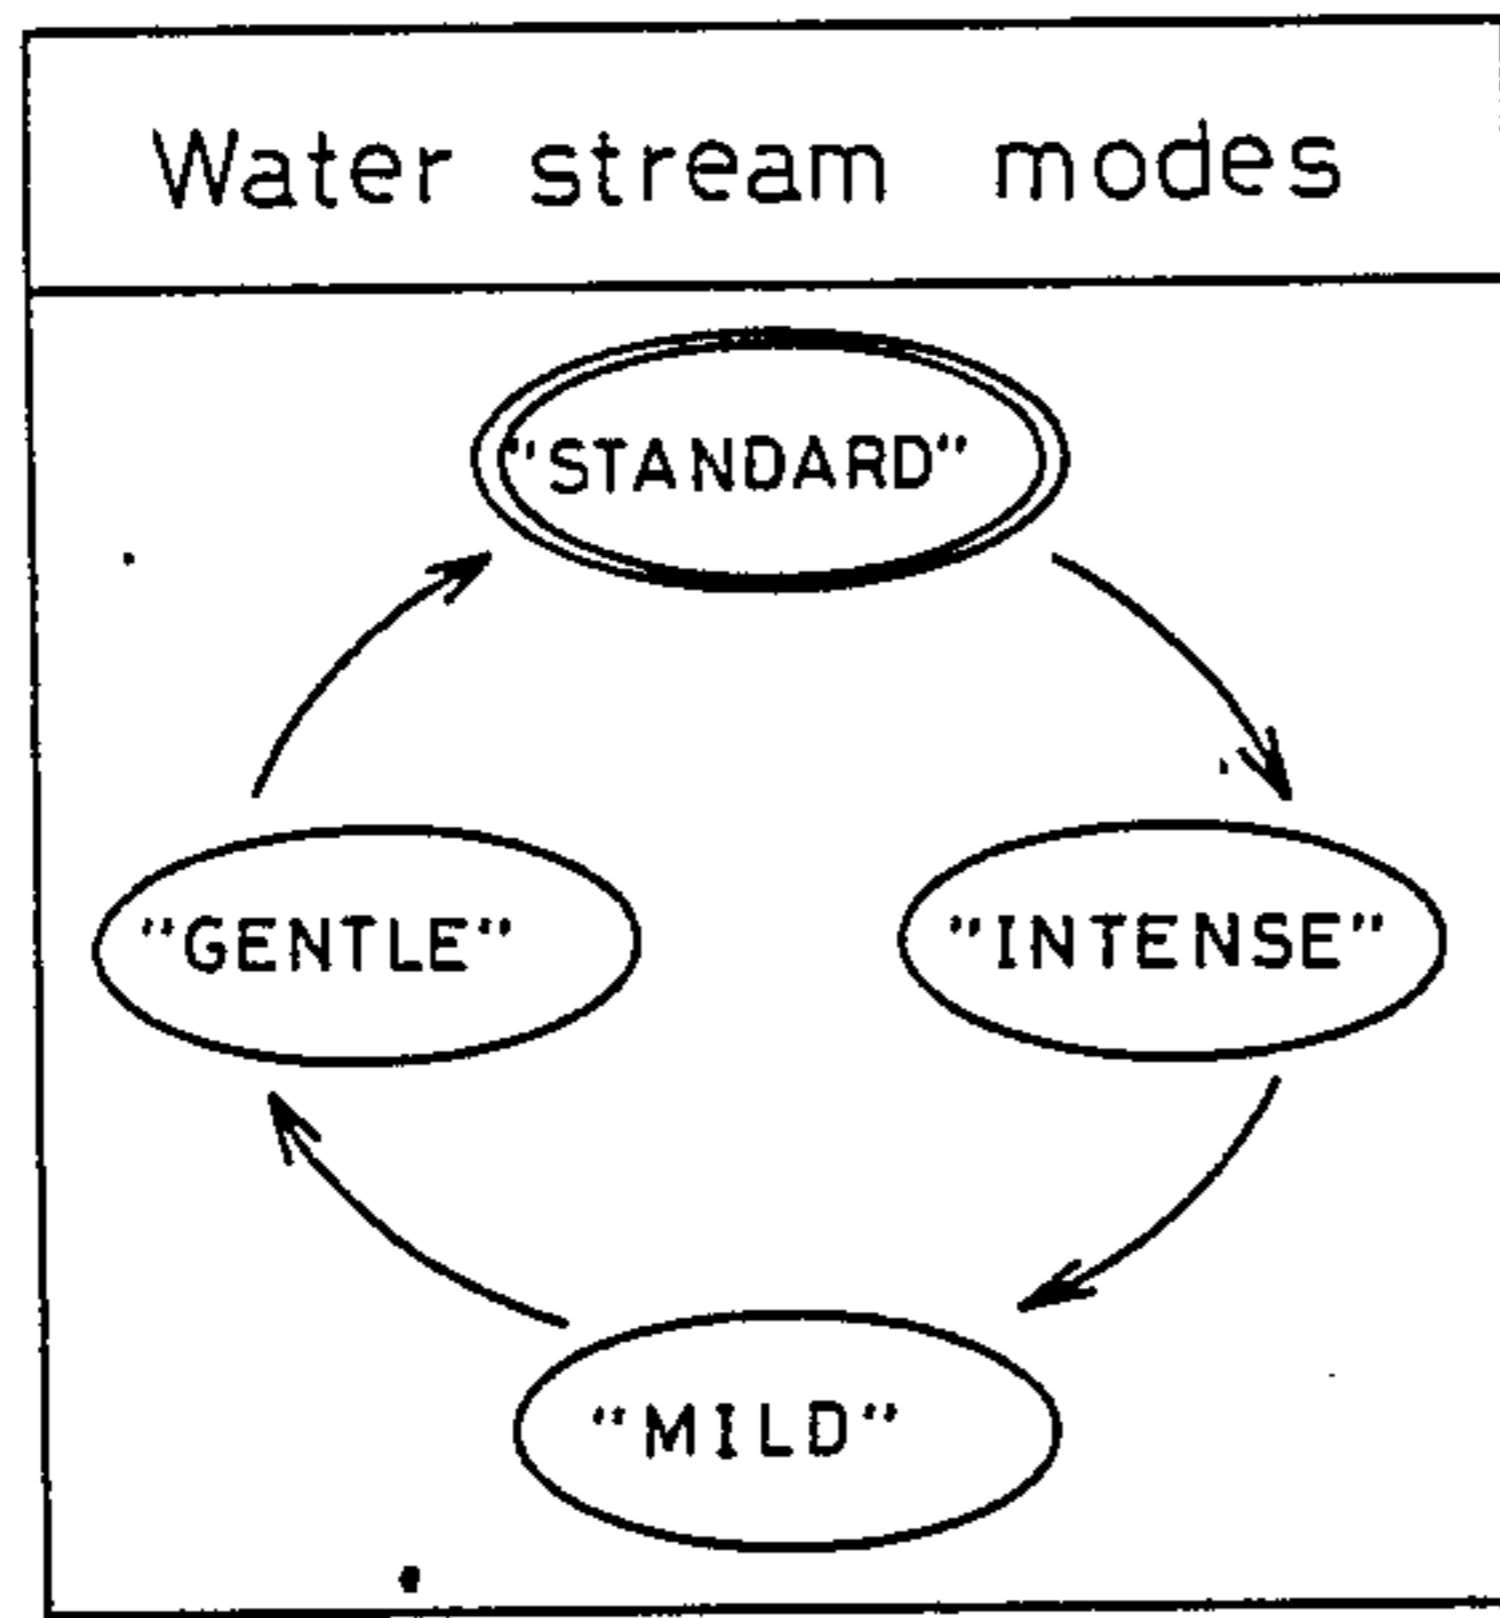 Water stream modes
"STANDARD"
"GENTLE"
"INTENSE"
"MILD"